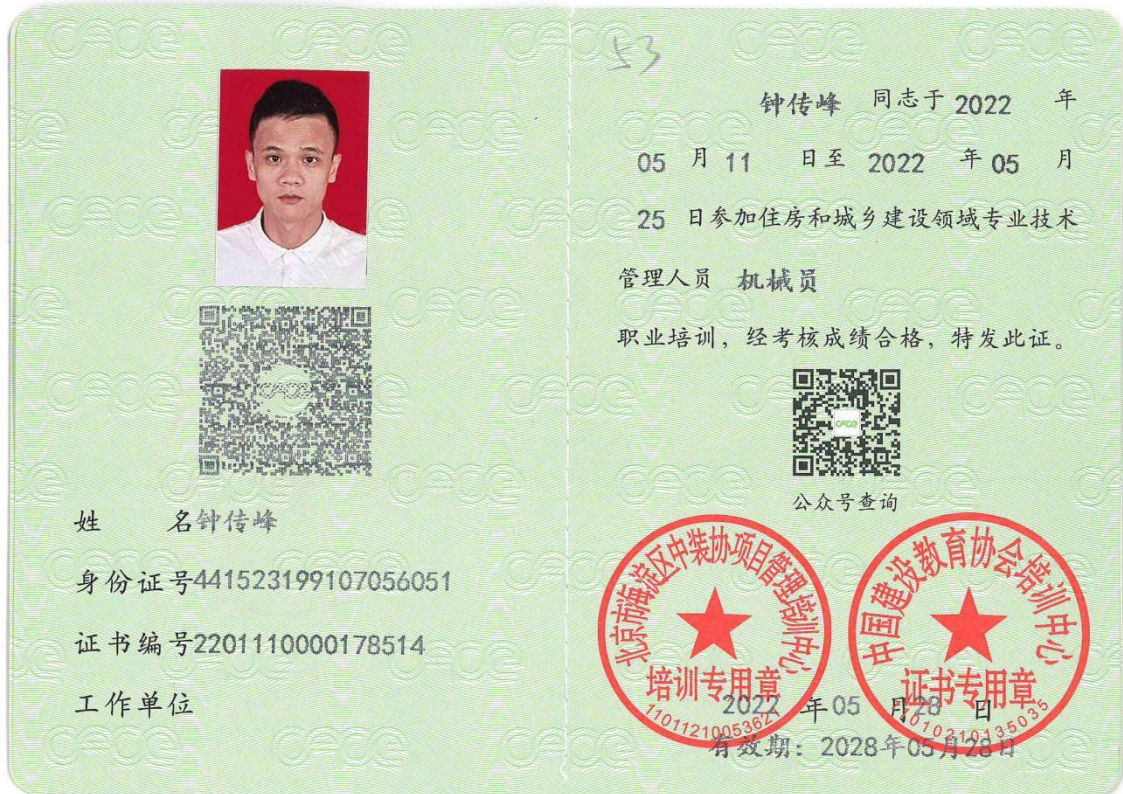 姓 名钟传峰
身份证号441523199107056051
证书编号2201110000178514
工作单位
53
钟传峰 同志于 2022 年
05 月 11 日至 2022 年 05 月
25 日参加住房和城乡建设领域专业技术
管理人员 机械员
职业培训，经考核成绩合格，特发此证。
cece
公众号查询
北京市海淀区中装协项目管理培训中心
培训专用章
中国建设教育协会培训中心
证书专用章
2022 年 05 月 28 日
有效期：2028年05月28日